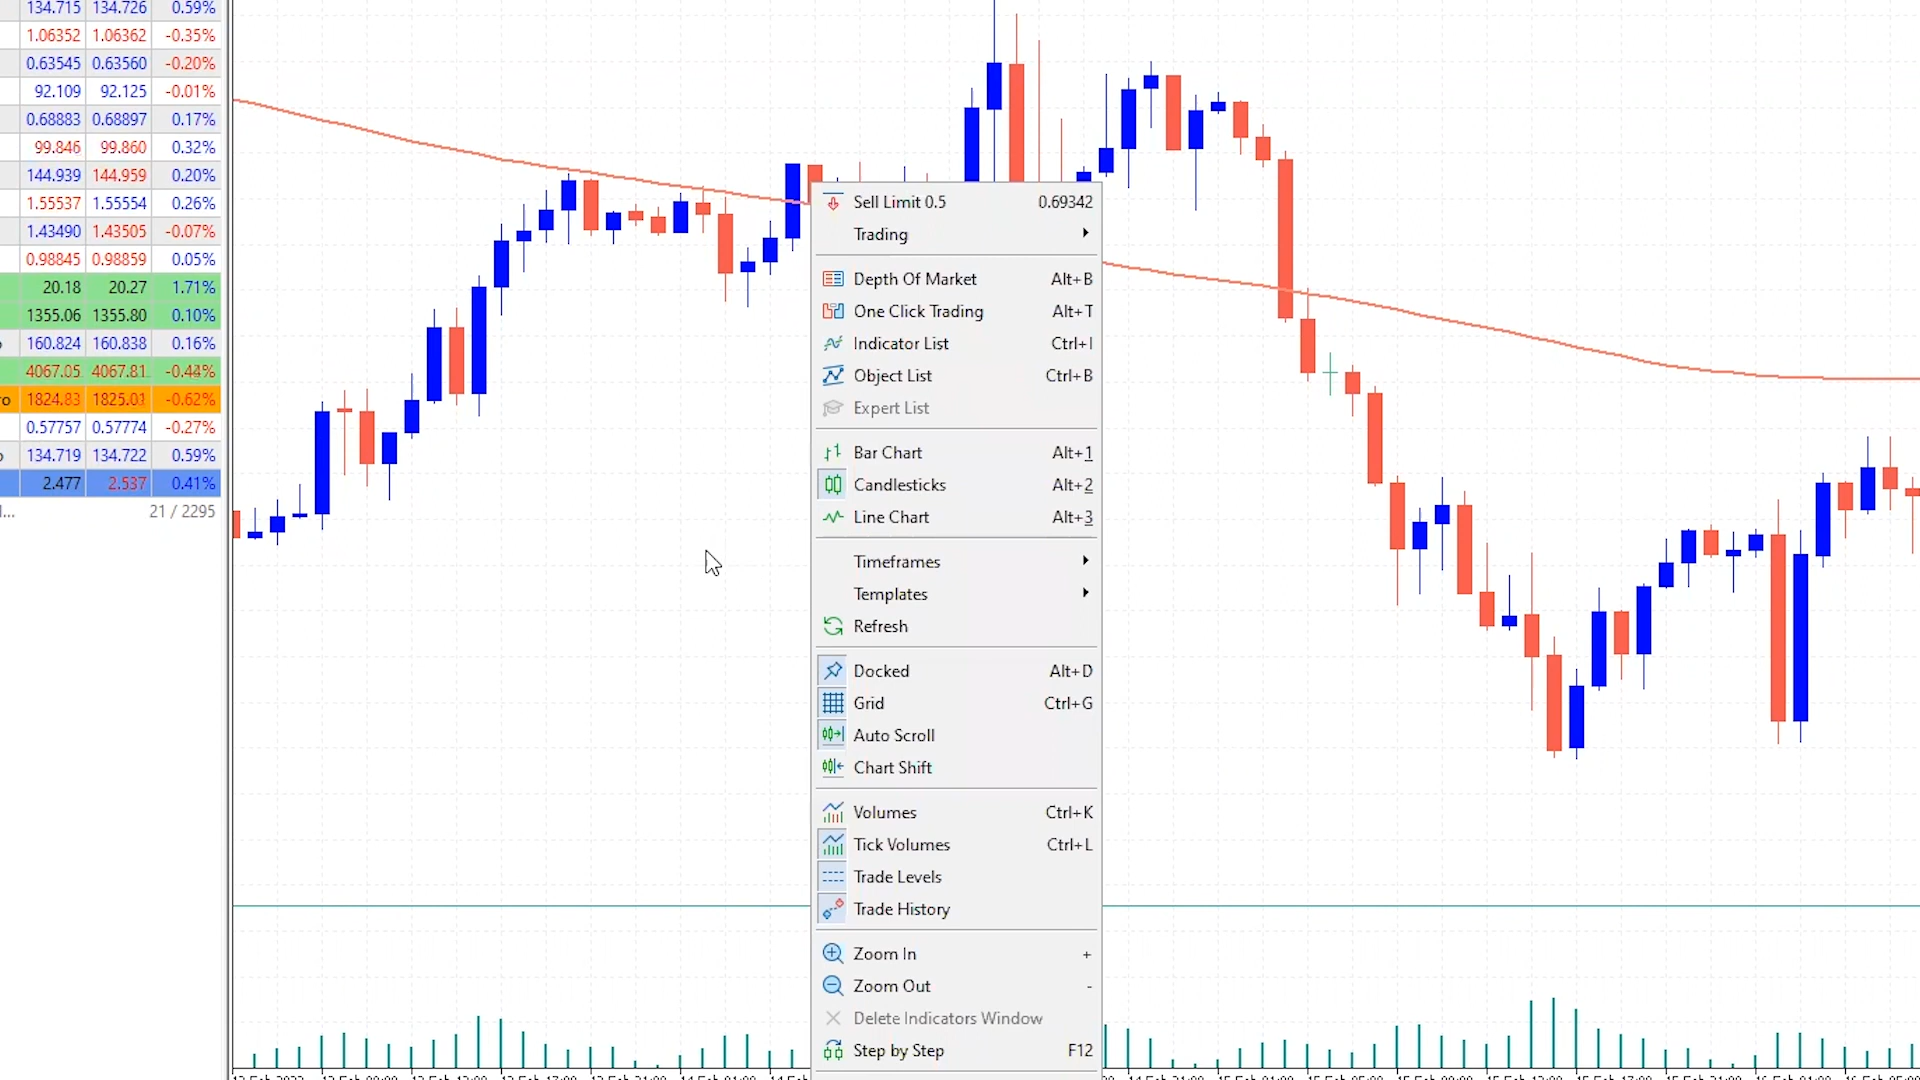 134.715 134.726 0.59%
1.06352 1.06362 -0.35%
0.63545 0.63560 -0.20%
92.109 92.125 -0.01%
0.68883 0.68897 0.17%
99.846 99.860 0.32%
144.939 144.959 0.20%
1.55537 1.55554 0.26%
1.43490 1.43505 -0.07%
0.98845 0.98859 0.05%
20.18 20.27 1.71%
1355.06 1355.80 0.10%
160.824 160.838 0.16%
4067.05 4067.81 -0.44%
1824.83 1825.01 -0.62%
0.57757 0.57774 -0.27%
134.719 134.722 0.59%
2.477 2.537 0.41%
21 / 2295
Sell Limit 0.5 0.69342
Trading
Depth Of Market Alt+B
One Click Trading Alt+T
Indicator List Ctrl+I
Object List Ctrl+B
Expert List
Bar Chart Alt+1
Candlesticks Alt+2
Line Chart Alt+3
Timeframes
Templates
Refresh
Docked Alt+D
Grid Ctrl+G
Auto Scroll
Chart Shift
Volumes Ctrl+K
Tick Volumes Ctrl+L
Trade Levels
Trade History
Zoom In +
Zoom Out -
Delete Indicators Window
Step by Step F12